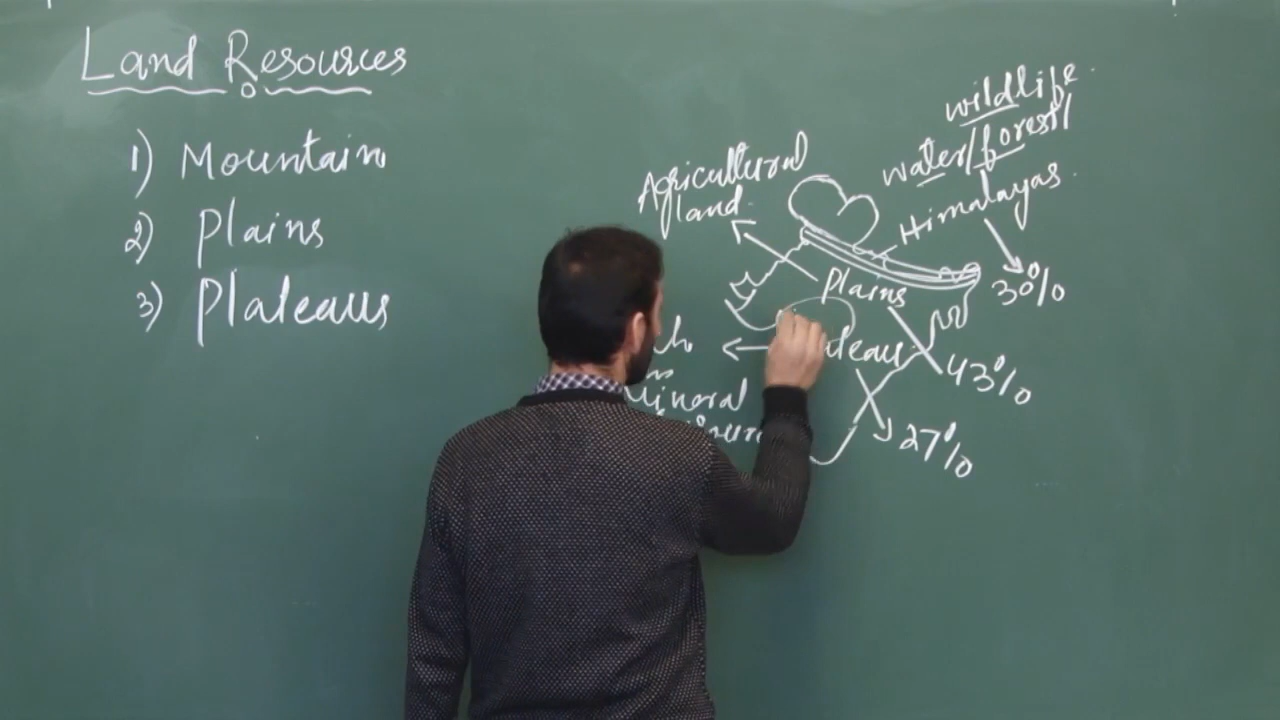 Land Resources
1) Mountain
2) Plains
3) Plateaus
wildlife
water/forest/
Himalayas
30%
Agricultural
land
Plains
43%
27%
Mineral